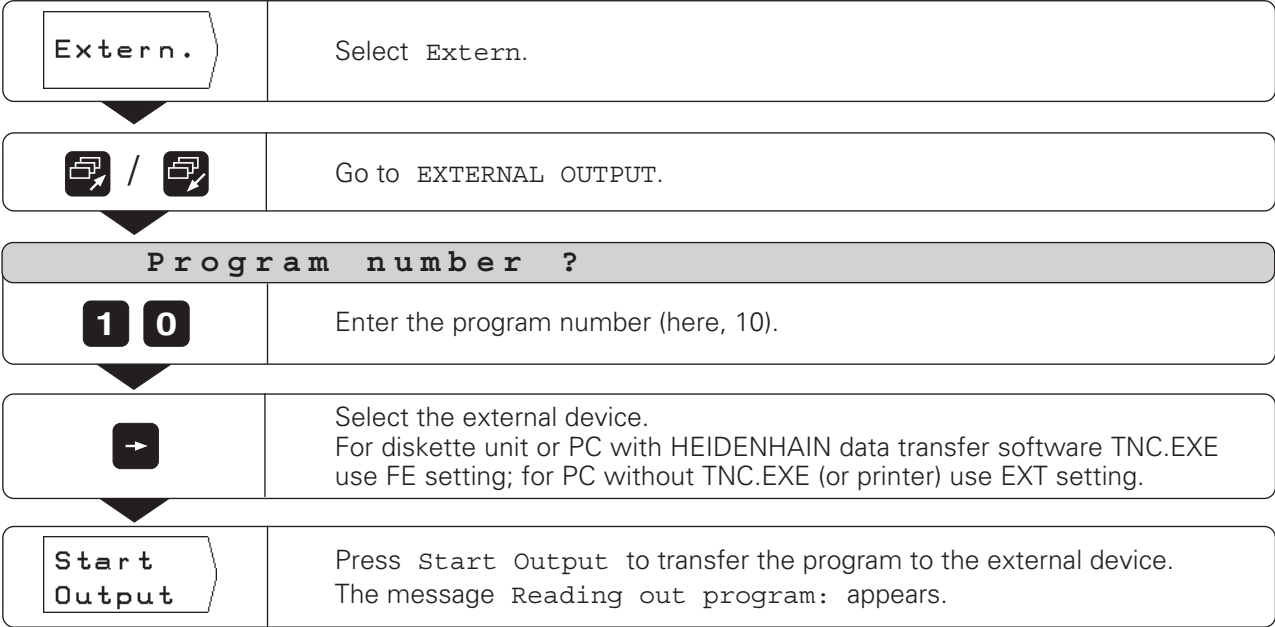 Extern.
Select Extern.
/
Go to EXTERNAL OUTPUT.
Program number ?
1 0
Enter the program number (here, 10).
Select the external device.
For diskette unit or PC with HEIDENHAIN data transfer software TNC.EXE
use FE setting; for PC without TNC.EXE (or printer) use EXT setting.
Start
Output
Press Start Output to transfer the program to the external device.
The message Reading out program: appears.